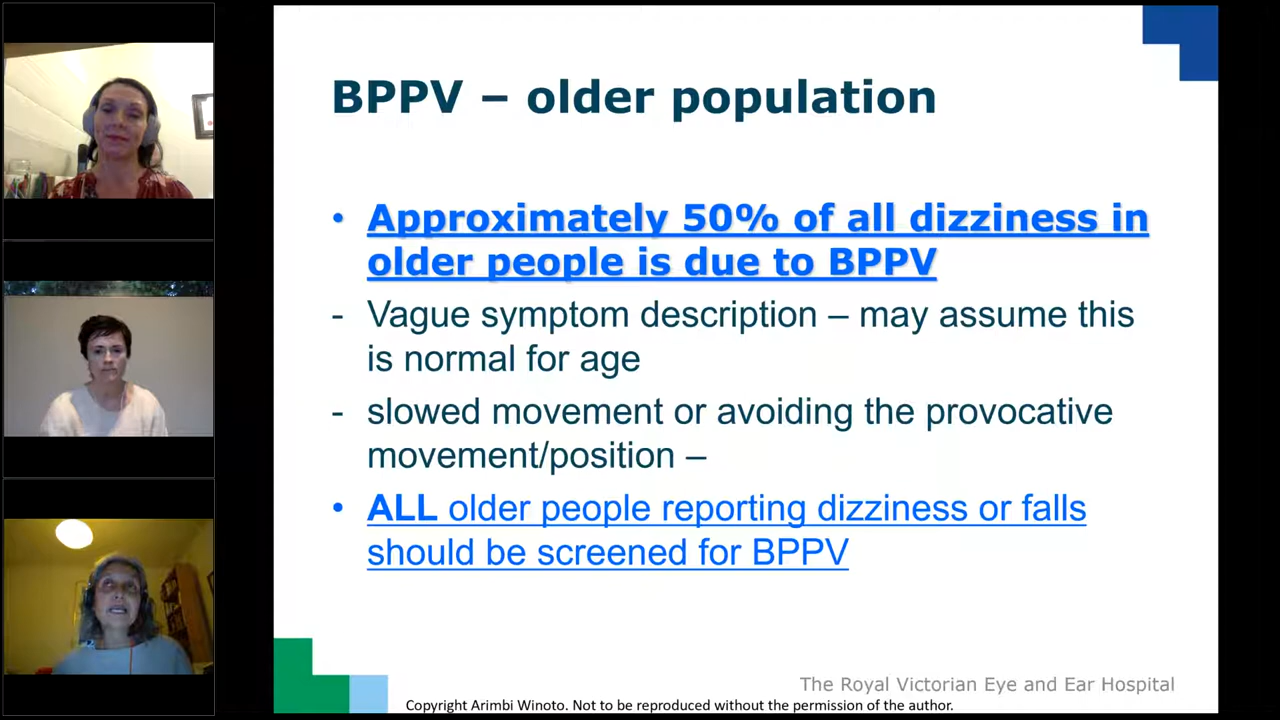 BPPV – older population
• Approximately 50% of all dizziness in
older people is due to BPPV
- Vague symptom description – may assume this
is normal for age
- slowed movement or avoiding the provocative
movement/position –
• ALL older people reporting dizziness or falls
should be screened for BPPV
The Royal Victorian Eye and Ear Hospital
Copyright Arimbi Winoto. Not to be reproduced without the permission of the author.